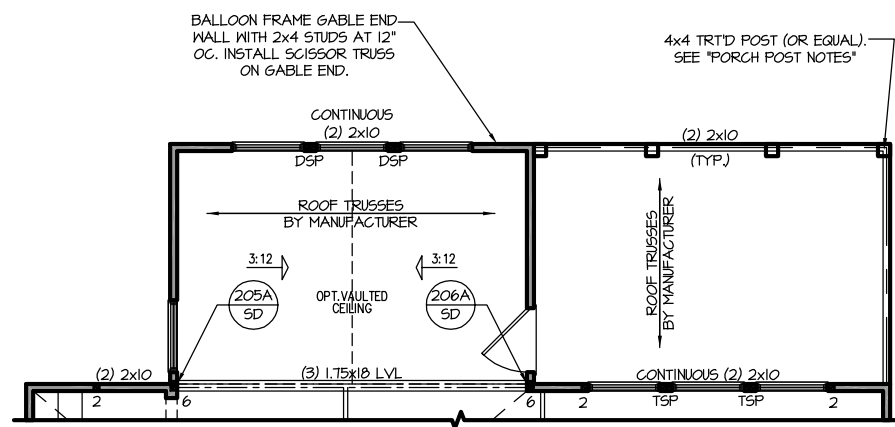 BALLOON FRAME GABLE END
WALL WITH 2x4 STUDS AT 12"
OC. INSTALL SCISSOR TRUSS
ON GABLE END.
4x4 TRT'D POST (OR EQUAL).
SEE "PORCH POST NOTES"
CONTINUOUS
(2) 2x10
(2) 2x10
DSP
DSP
(TYP.)
ROOF TRUSSES
BY MANUFACTURER
ROOF TRUSSES
BY MANUFACTURER
3:12
3:12
205A
SD
OPT. VAULTED
CEILING
206A
SD
(2) 2x10
(3) 1.75x18 LVL
CONTINUOUS (2) 2x10
2
6
6
2
TSP
TSP
2